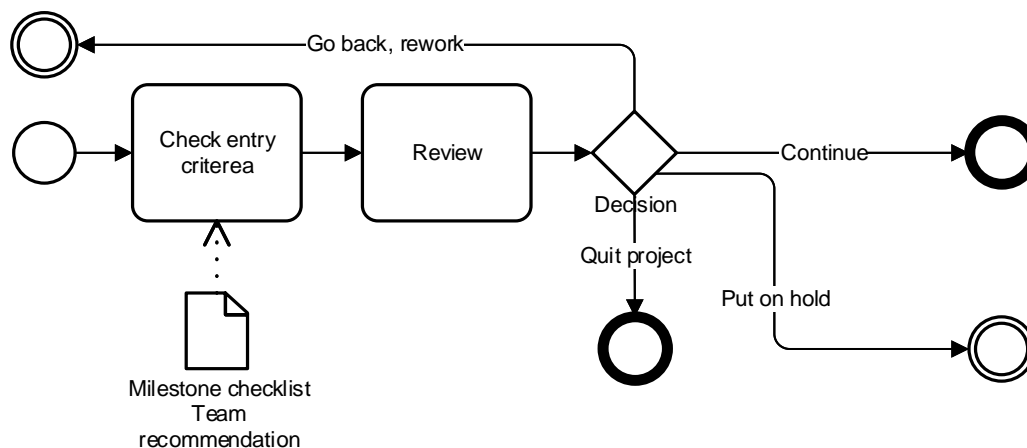 Go back, rework
Check entry
criterea
Review
Continue
Decision
Quit project
Put on hold
Milestone checklist
Team
recommendation